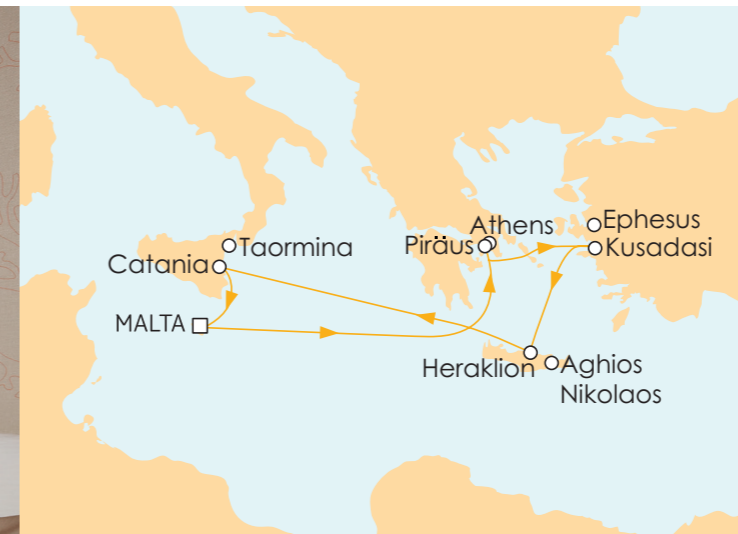 Athens
Ephesus
Piräus
Kusadasi
Taormina
Catania
MALTA
Heraklion
Aghios
Nikolaos